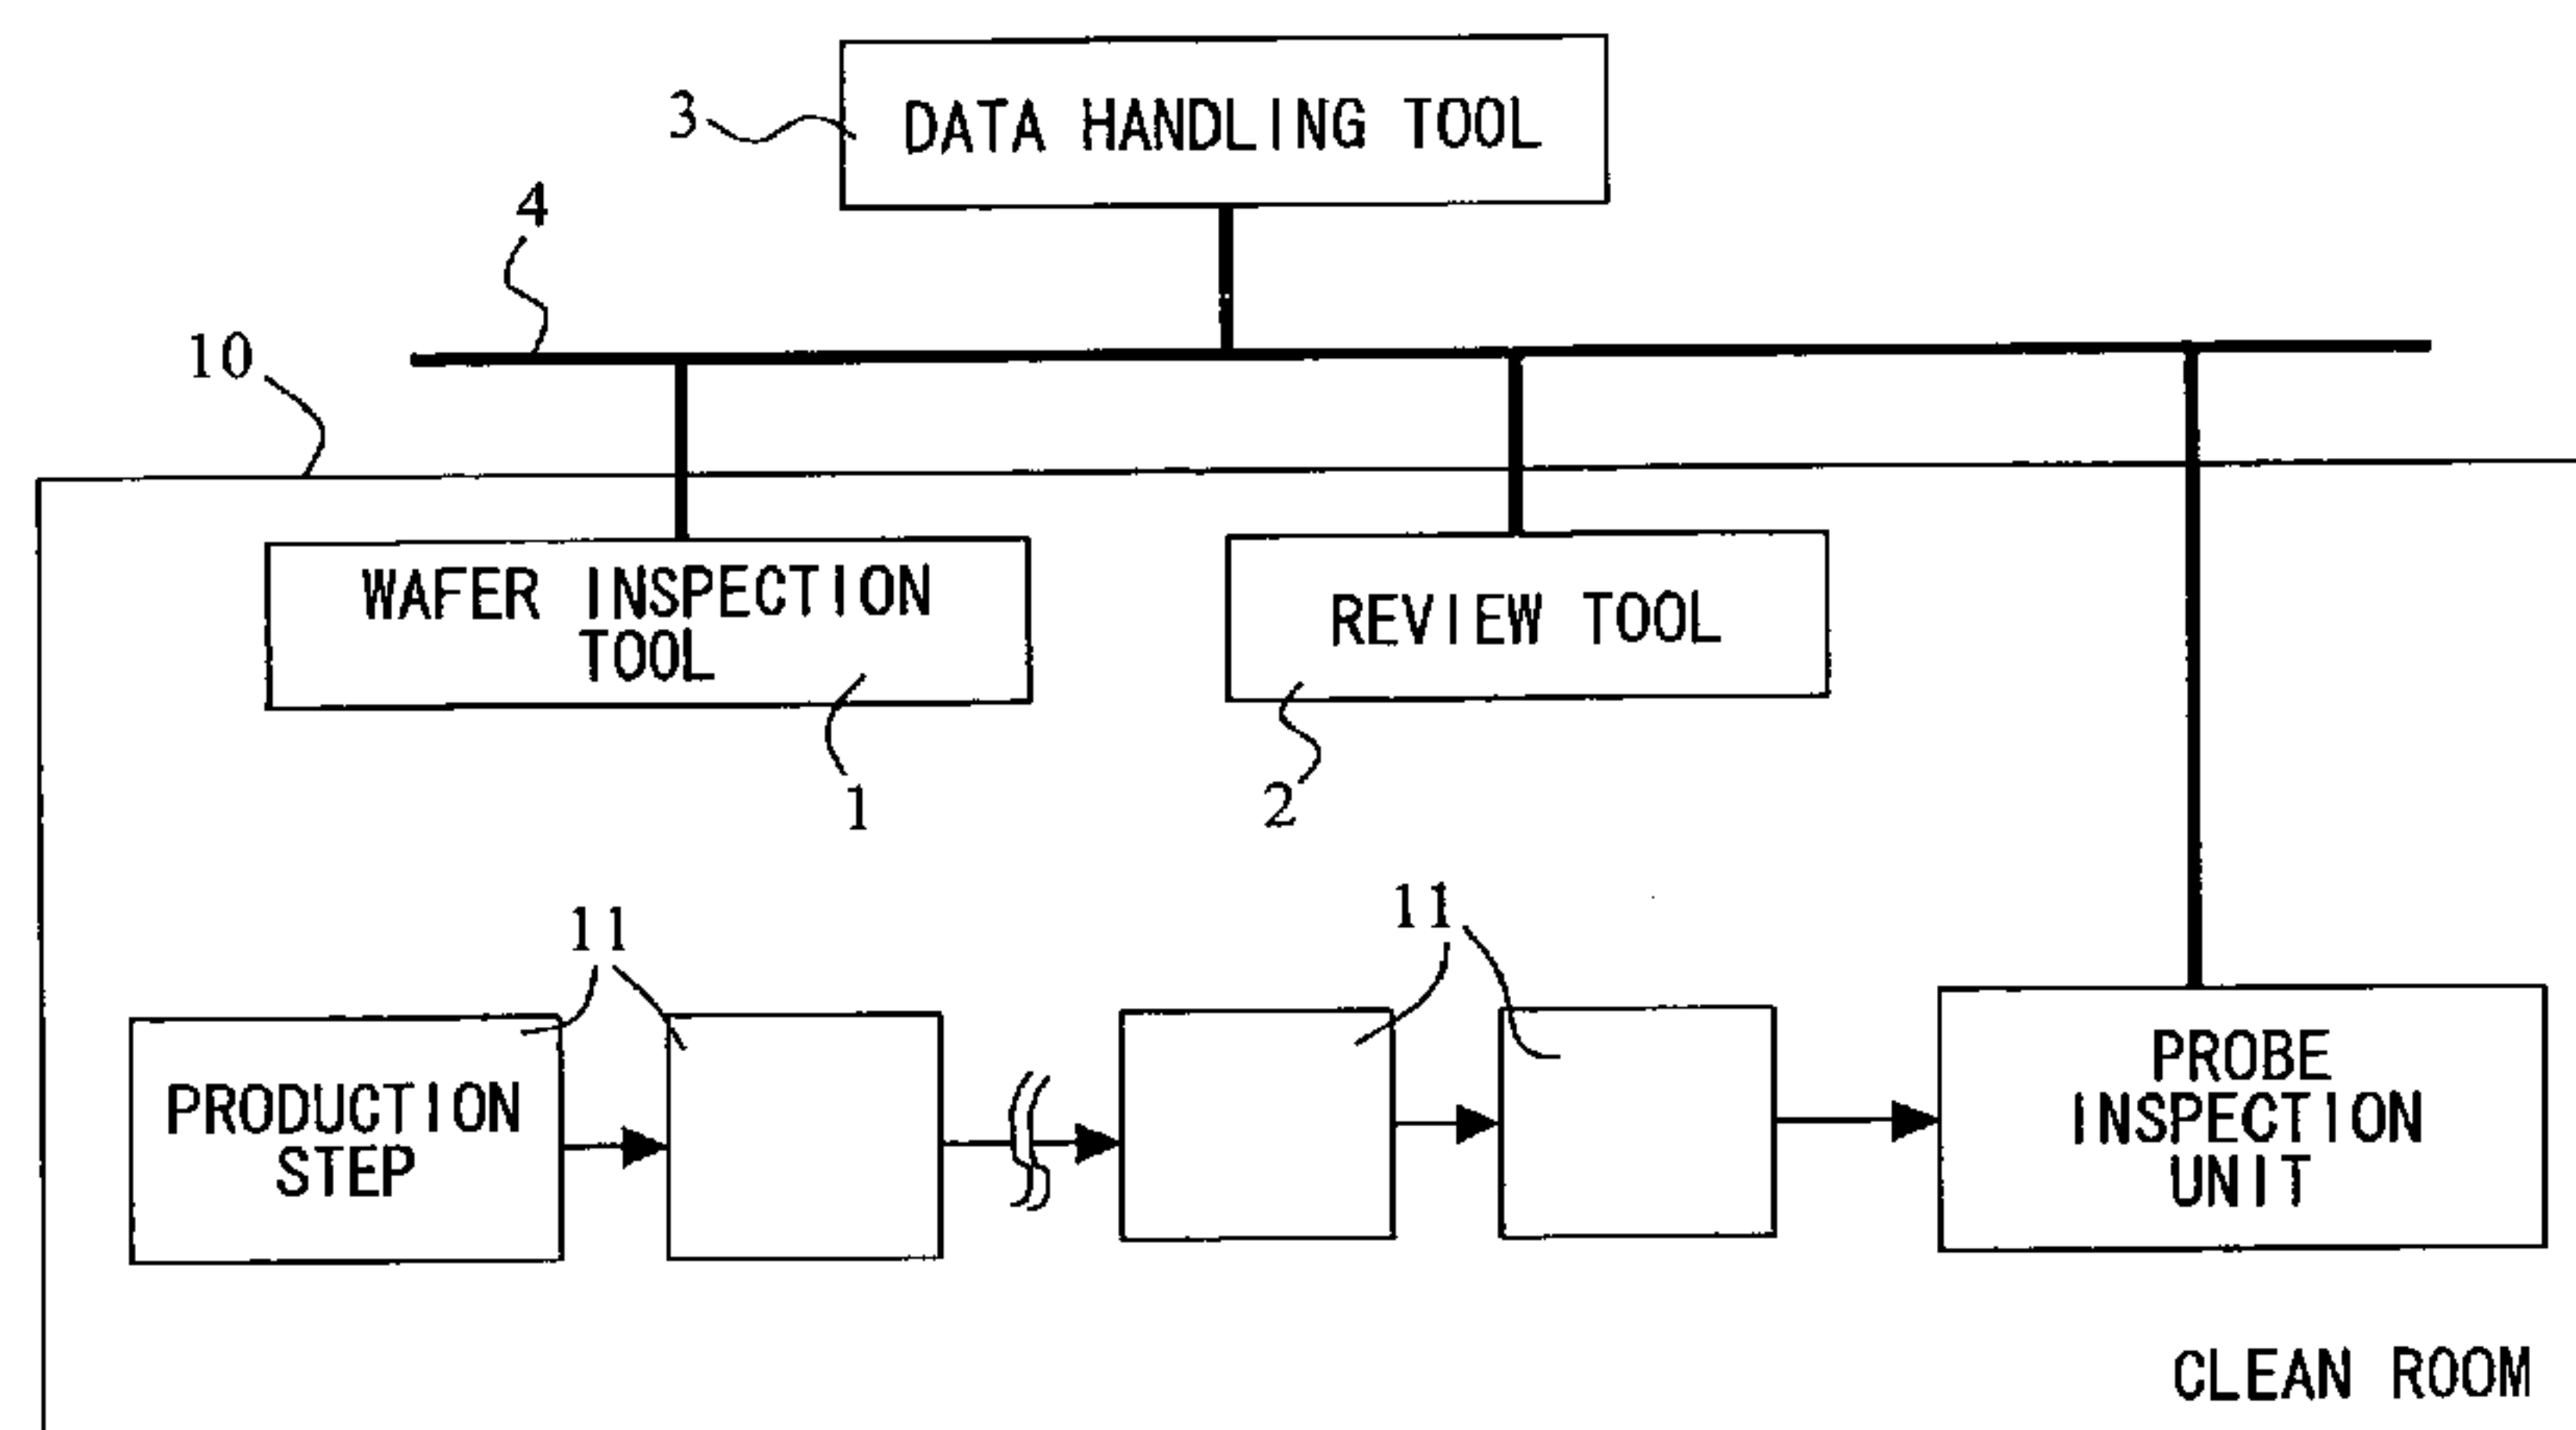 3
DATA HANDLING TOOL
4
10
WAFER INSPECTION
TOOL
REVIEW TOOL
1
2
11
11
PRODUCTION
STEP
PROBE
INSPECTION
UNIT
CLEAN ROOM